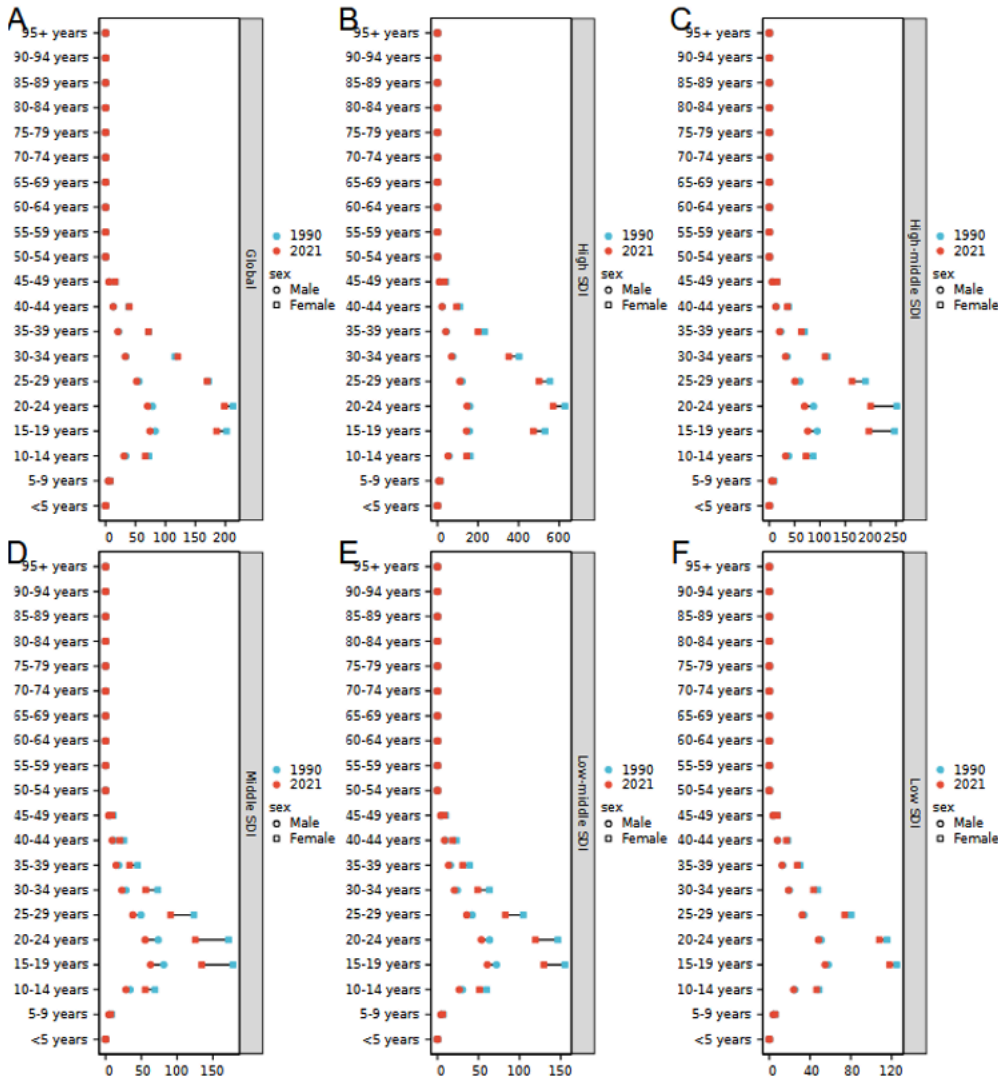 A
95+ years
90-94 years
85-89 years
80-84 years
75-79 years
70-74 years
65-69 years
60-64 years
55-59 years
50-54 years
45-49 years
40-44 years
35-39 years
30-34 years
25-29 years
20-24 years
15-19 years
10-14 years
5-9 years
<5 years
0 50 100 150 200
Global
1990
2021
sex
Male
Female
B
95+ years
90-94 years
85-89 years
80-84 years
75-79 years
70-74 years
65-69 years
60-64 years
55-59 years
50-54 years
45-49 years
40-44 years
35-39 years
30-34 years
25-29 years
20-24 years
15-19 years
10-14 years
5-9 years
<5 years
0 200 400 600
High SDI
1990
2021
sex
Male
Female
C
95+ years
90-94 years
85-89 years
80-84 years
75-79 years
70-74 years
65-69 years
60-64 years
55-59 years
50-54 years
45-49 years
40-44 years
35-39 years
30-34 years
25-29 years
20-24 years
15-19 years
10-14 years
5-9 years
<5 years
0 50 100 150 200 250
High-middle SDI
1990
2021
sex
Male
Female
D
95+ years
90-94 years
85-89 years
80-84 years
75-79 years
70-74 years
65-69 years
60-64 years
55-59 years
50-54 years
45-49 years
40-44 years
35-39 years
30-34 years
25-29 years
20-24 years
15-19 years
10-14 years
5-9 years
<5 years
0 50 100 150
Middle SDI
1990
2021
sex
Male
Female
E
95+ years
90-94 years
85-89 years
80-84 years
75-79 years
70-74 years
65-69 years
60-64 years
55-59 years
50-54 years
45-49 years
40-44 years
35-39 years
30-34 years
25-29 years
20-24 years
15-19 years
10-14 years
5-9 years
<5 years
0 50 100 150
Low-middle SDI
1990
2021
sex
Male
Female
F
95+ years
90-94 years
85-89 years
80-84 years
75-79 years
70-74 years
65-69 years
60-64 years
55-59 years
50-54 years
45-49 years
40-44 years
35-39 years
30-34 years
25-29 years
20-24 years
15-19 years
10-14 years
5-9 years
<5 years
0 40 80 120
Low SDI
1990
2021
sex
Male
Female